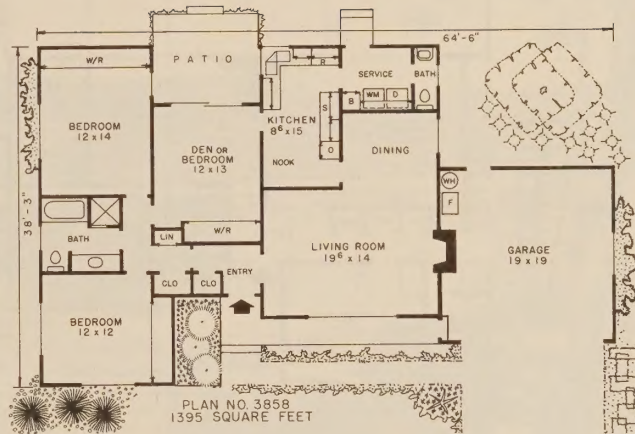 64'-6"
PATIO
W/R
R
SERVICE
BATH
B
WM
D
S
KITCHEN
8⁶ x 15
O
NOOK
BEDROOM
12 x 14
DEN OR
BEDROOM
12 x 13
DINING
38'-3"
WH
F
W/R
LIN
BATH
LIVING ROOM
19⁶ x 14
GARAGE
19 x 19
CLO
CLO
ENTRY
BEDROOM
12 x 12
PLAN NO. 3858
1395 SQUARE FEET